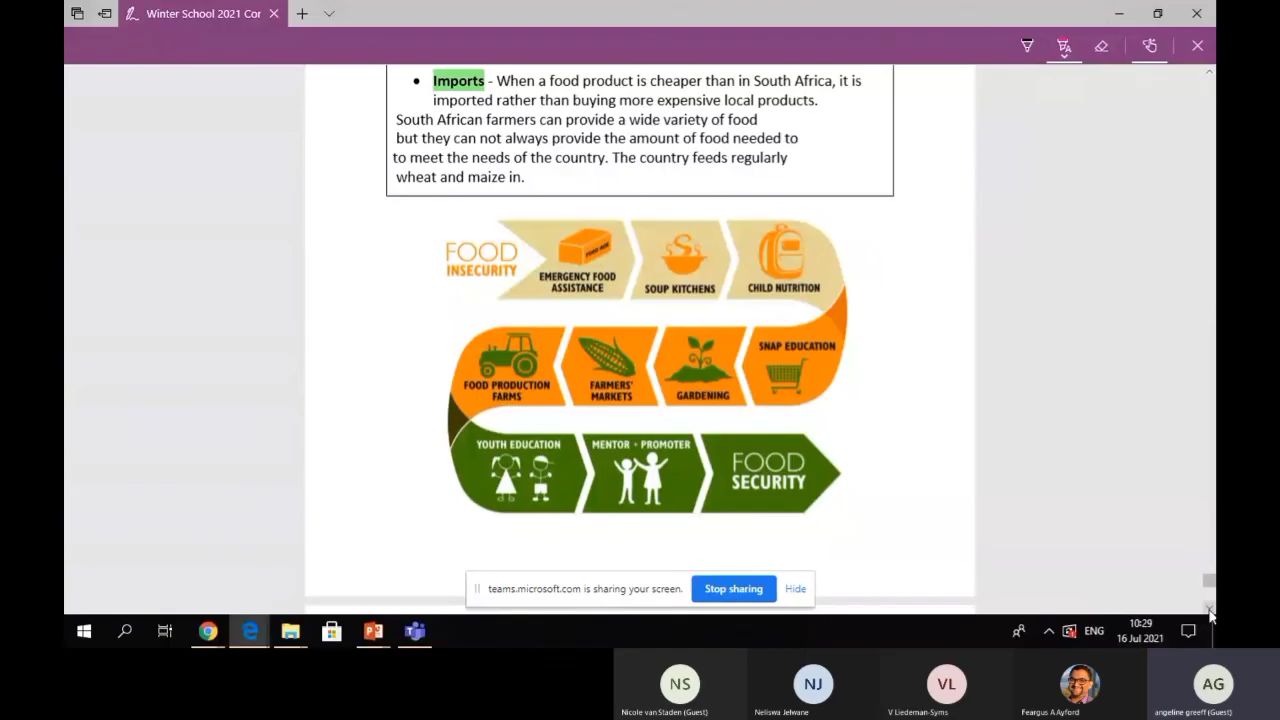 Winter School 2021 Cor
Imports - When a food product is cheaper than in South Africa, it is
imported rather than buying more expensive local products.
South African farmers can provide a wide variety of food
but they can not always provide the amount of food needed to
to meet the needs of the country. The country feeds regularly
wheat and maize in.
FOOD
INSECURITY
FOOD AID
EMERGENCY FOOD
ASSISTANCE
SOUP KITCHENS
CHILD NUTRITION
SNAP EDUCATION
GARDENING
FARMERS'
MARKETS
FOOD PRODUCTION
FARMS
YOUTH EDUCATION
MENTOR - PROMOTER
FOOD
SECURITY
teams.microsoft.com is sharing your screen. Stop sharing Hide
ENG
10:29
16 Jul 2021
NS
NJ
VL
AG
Nicole van Staden (Guest)
Neliswa Jelwane
V Liedeman-Syms
Feargus A Ayford
angeline greeff (Guest)